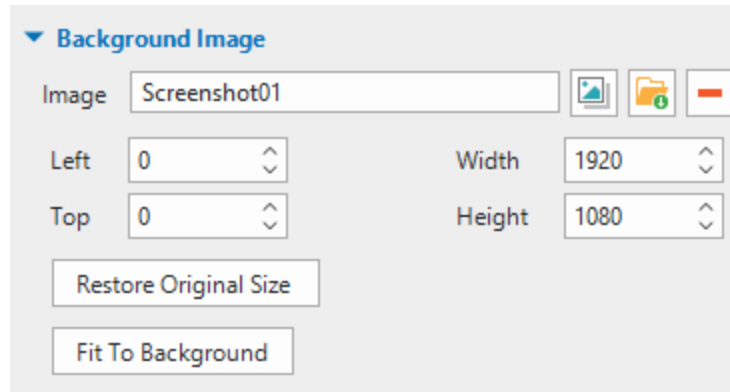 Background Image
Image Screenshot01
Left 0 Width 1920
Top 0 Height 1080
Restore Original Size
Fit To Background